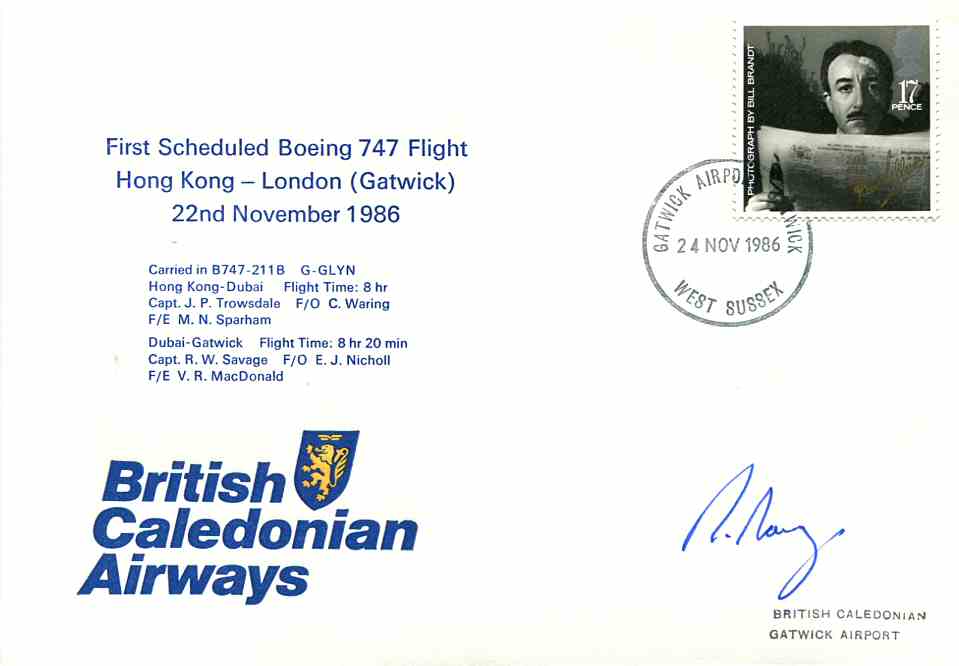 First Scheduled Boeing 747 Flight
Hong Kong – London (Gatwick)
22nd November 1986
Carried in B747-211B G-GLYN
Hong Kong-Dubai Flight Time: 8 hr
Capt. J. P. Trowsdale F/O C. Waring
F/E M. N. Sparham
Dubai-Gatwick Flight Time: 8 hr 20 min
Capt. R. W. Savage F/O E. J. Nicholl
F/E V. R. MacDonald
British
Caledonian
Airways
PHOTOGRAPH BY BILL BRANDT
17
PENCE
GATWICK AIRPORT
24 NOV 1986
WEST SUSSEX
BRITISH CALEDONIAN
GATWICK AIRPORT